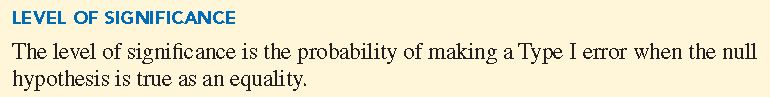 LEVEL OF SIGNIFICANCE
The level of significance is the probability of making a Type I error when the null
hypothesis is true as an equality.